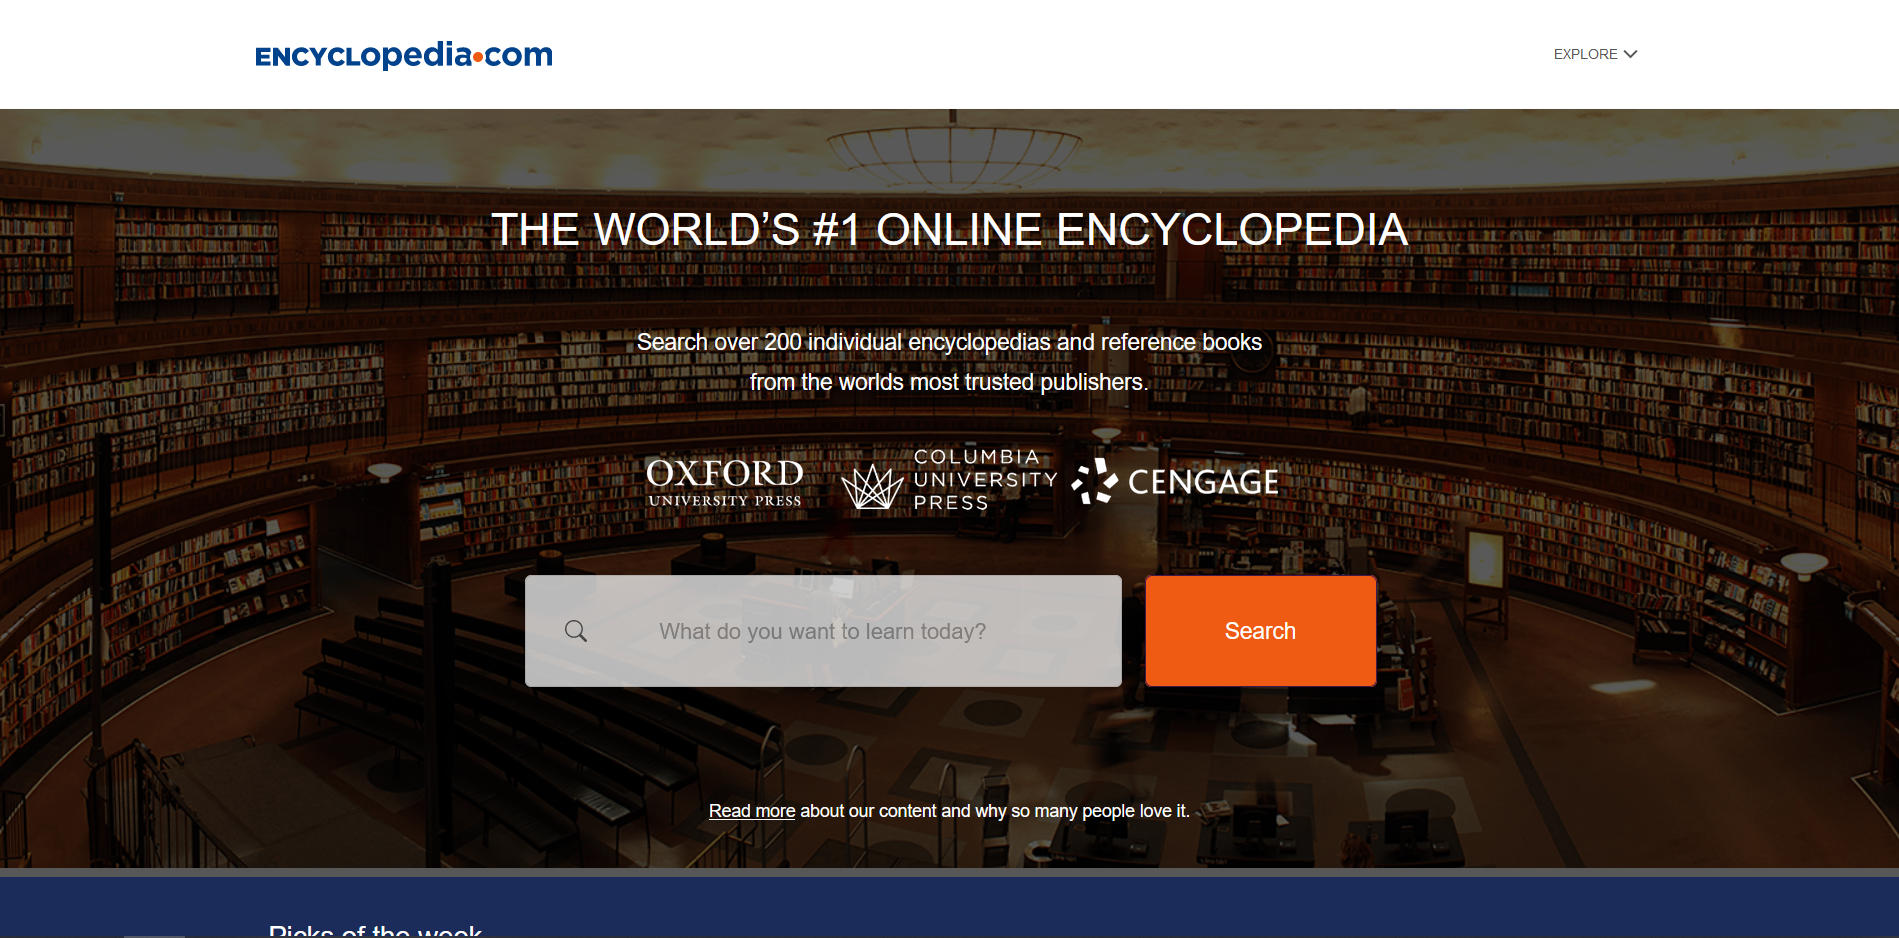 ENCYCLOpedia.com
EXPLORE
THE WORLD'S #1 ONLINE ENCYCLOPEDIA
Search over 200 individual encyclopedias and reference books
from the worlds most trusted publishers.
OXFORD
UNIVERSITY PRESS
COLUMBIA
UNIVERSITY
PRESS
CENGAGE
What do you want to learn today?
Search
Read more about our content and why so many people love it.
Picks of the week